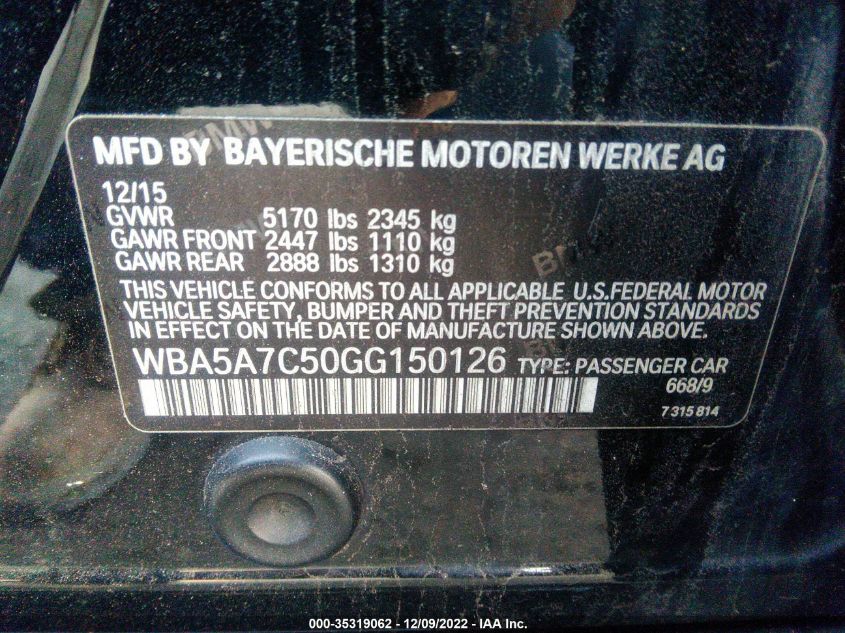 MFD BY BAYERISCHE MOTOREN WERKE AG
12/15
GVWR 5170 lbs 2345 kg
GAWR FRONT 2447 lbs 1110 kg
GAWR REAR 2888 lbs 1310 kg
THIS VEHICLE CONFORMS TO ALL APPLICABLE U.S.FEDERAL MOTOR
VEHICLE SAFETY, BUMPER AND THEFT PREVENTION STANDARDS
IN EFFECT ON THE DATE OF MANUFACTURE SHOWN ABOVE.
WBA5A7C50GG150126 TYPE: PASSENGER CAR
668/9
7315814
000-35319062 - 12/09/2022 - IAA Inc.